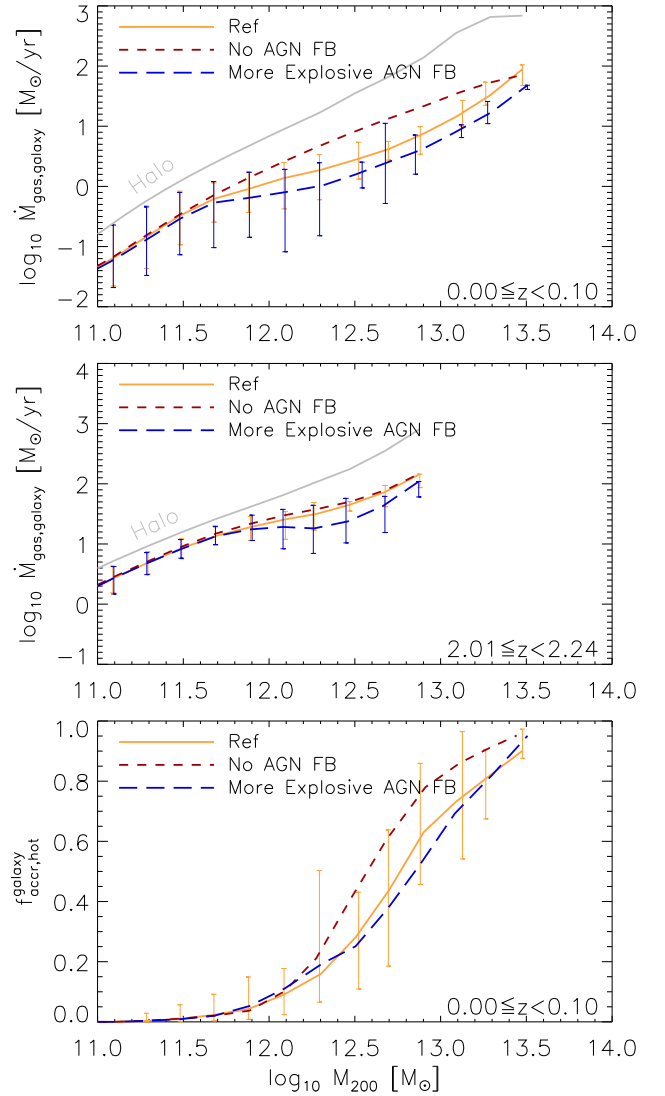 3
2
1
0
−1
−2
log₁₀ Ṁgas,galaxy [M⊙/yr]
Ref
No AGN FB
More Explosive AGN FB
Halo
0.00≦z<0.10
11.0 11.5 12.0 12.5 13.0 13.5 14.0
4
3
2
1
0
−1
log₁₀ Ṁgas,galaxy [M⊙/yr]
Ref
No AGN FB
More Explosive AGN FB
Halo
2.01≦z<2.24
11.0 11.5 12.0 12.5 13.0 13.5 14.0
1.0
0.8
0.6
0.4
0.2
0.0
f galaxy accr,hot
Ref
No AGN FB
More Explosive AGN FB
0.00≦z<0.10
11.0 11.5 12.0 12.5 13.0 13.5 14.0
log₁₀ M₂₀₀ [M⊙]